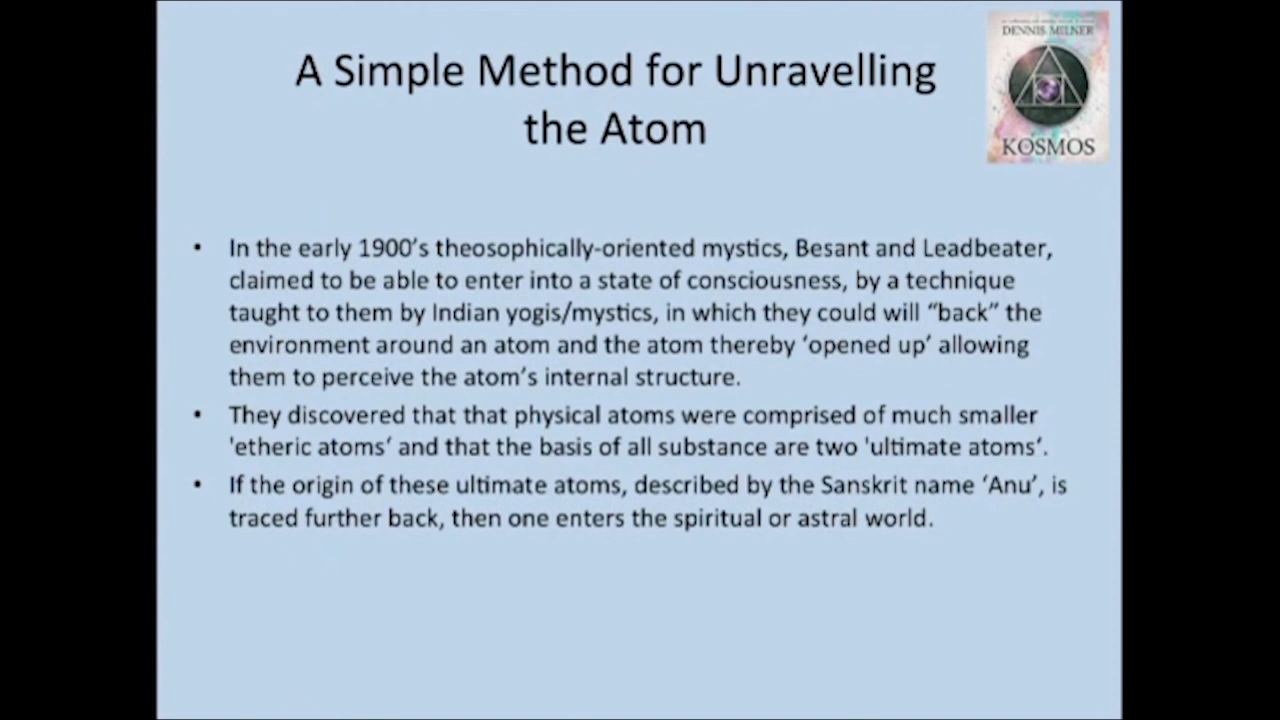 A Simple Method for Unravelling
the Atom
DENNIS MILNER
KOSMOS
• In the early 1900’s theosophically-oriented mystics, Besant and Leadbeater,
claimed to be able to enter into a state of consciousness, by a technique
taught to them by Indian yogis/mystics, in which they could will “back” the
environment around an atom and the atom thereby ‘opened up’ allowing
them to perceive the atom’s internal structure.
• They discovered that that physical atoms were comprised of much smaller
'etheric atoms‘ and that the basis of all substance are two 'ultimate atoms‘.
• If the origin of these ultimate atoms, described by the Sanskrit name ‘Anu’, is
traced further back, then one enters the spiritual or astral world.